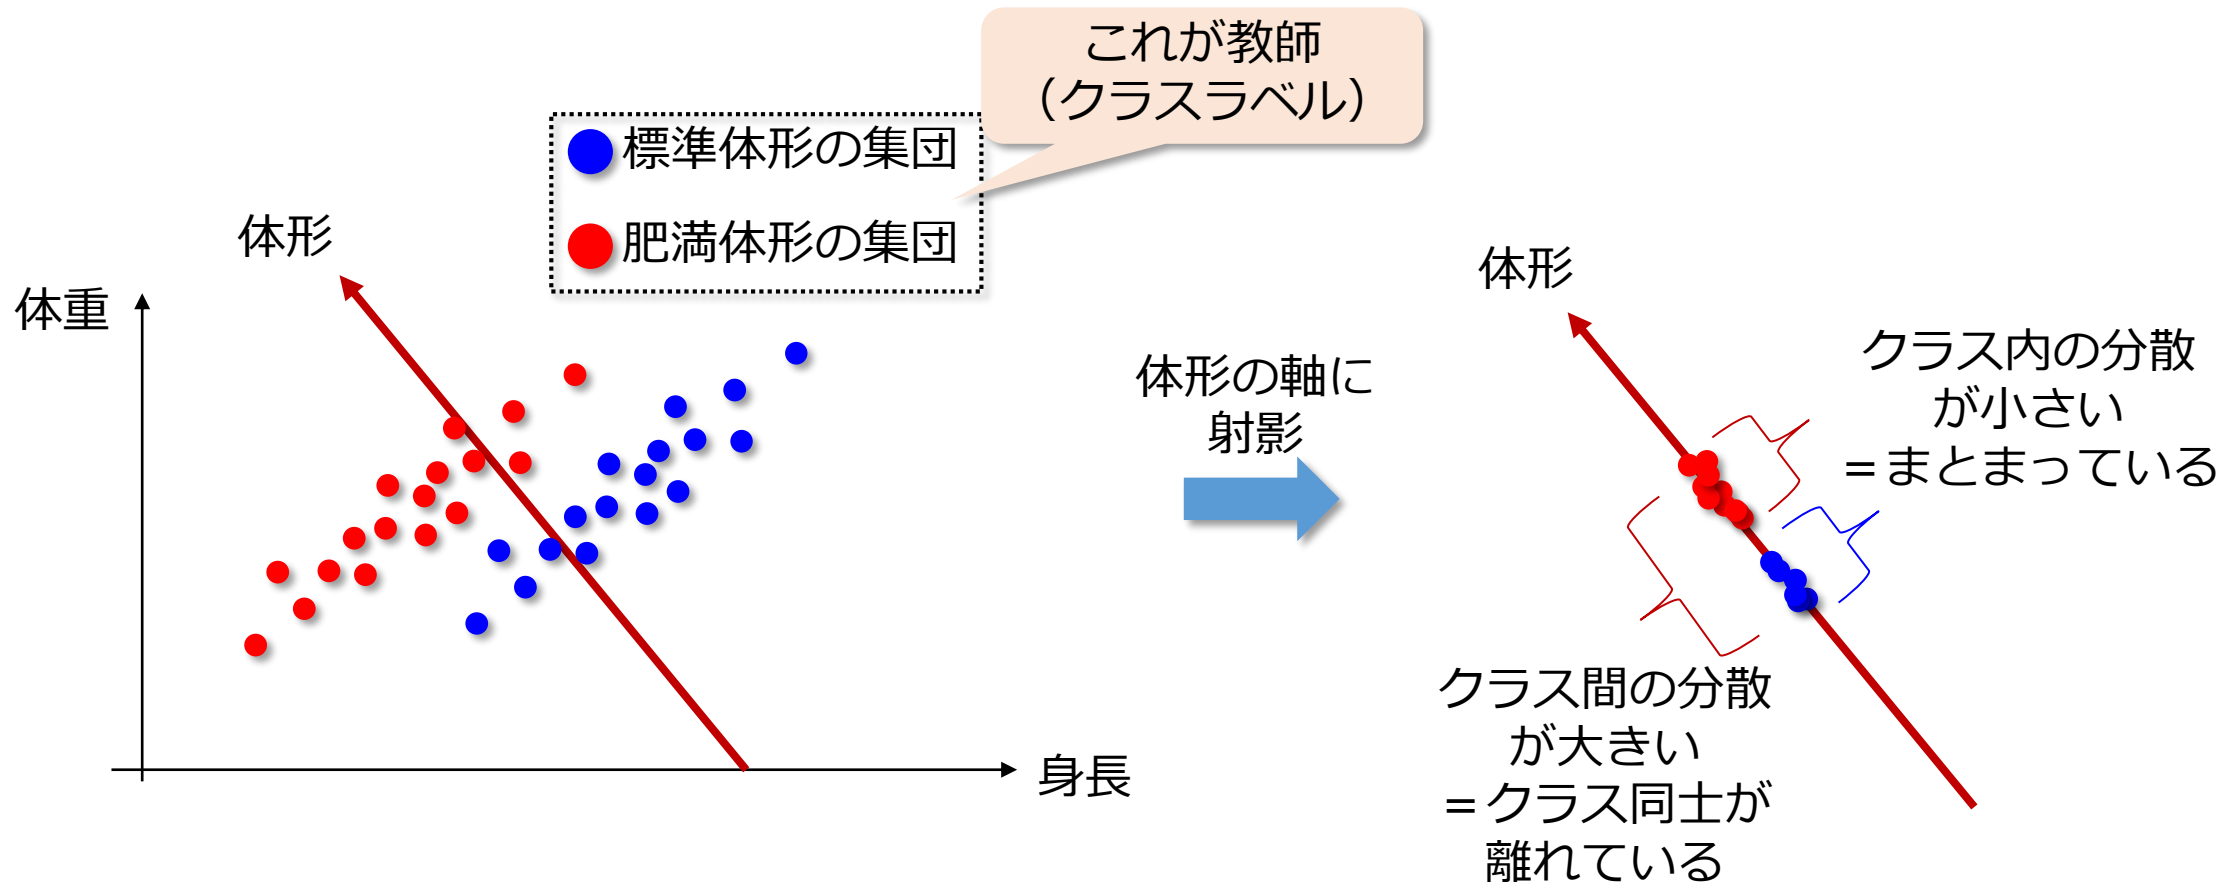 これが教師
（クラスラベル）
標準体形の集団
肥満体形の集団
体形
体重
身長
体形の軸に
射影
体形
クラス内の分散
が小さい
＝まとまっている
クラス間の分散
が大きい
＝クラス同士が
離れている